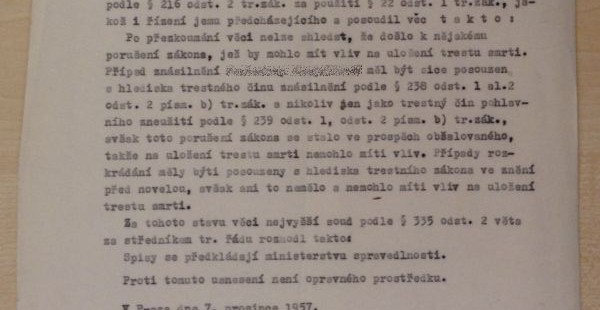 podle § 216 odst. 2 tr.zák. za použití § 22 odst. 1 tr.zák., ja-
kož i řízení jemu předcházejícího a posoudil věc t a k t o :
Po přezkoumání věci nelze shledat, že došlo k nějakému
porušení zákona, jež by mohlo mít vliv na uložení trestu smrti.
Případ znásilnění měl být sice posouzen
s hlediska trestného činu znásilnění podle § 238 odst. 1 al.2
odst. 2 písm. b) tr.zák. a nikoliv jen jako trestný čin pohlav-
ního zneužití podle § 239 odst. 1, odst. 2 písm. b) tr.zák.,
avšak toto porušení zákona se stalo ve prospěch obžalovaného,
takže na uložení trestu smrti nemohlo míti vliv. Případy roz-
krádání měly býti posouzeny s hlediska trestního zákona ve znění
před novelou, avšak ani to nemělo a nemohlo míti vliv na uložení
trestu smrti.
Za tohoto stavu věci nejvyšší soud podle § 335 odst. 2 věta
za středníkem tr. řádu rozhodl takto:
Spisy se předkládají ministerstvu spravedlnosti.
Proti tomuto usnesení není opravného prostředku.
V Praze dne 7. prosince 1957.